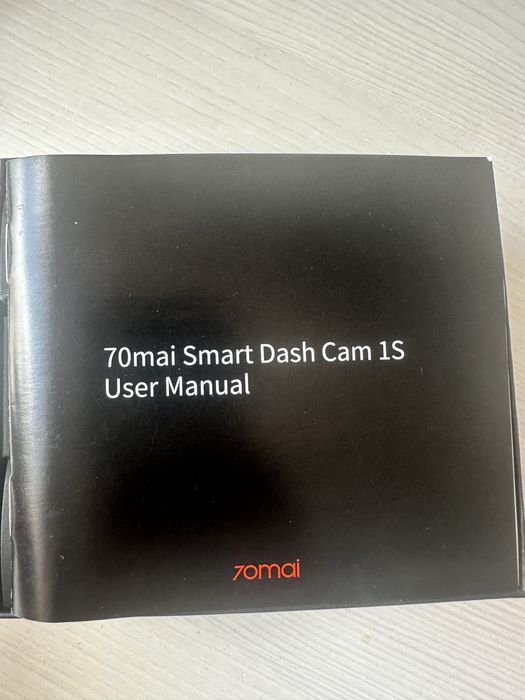 70mai Smart Dash Cam 1S
User Manual
70mai